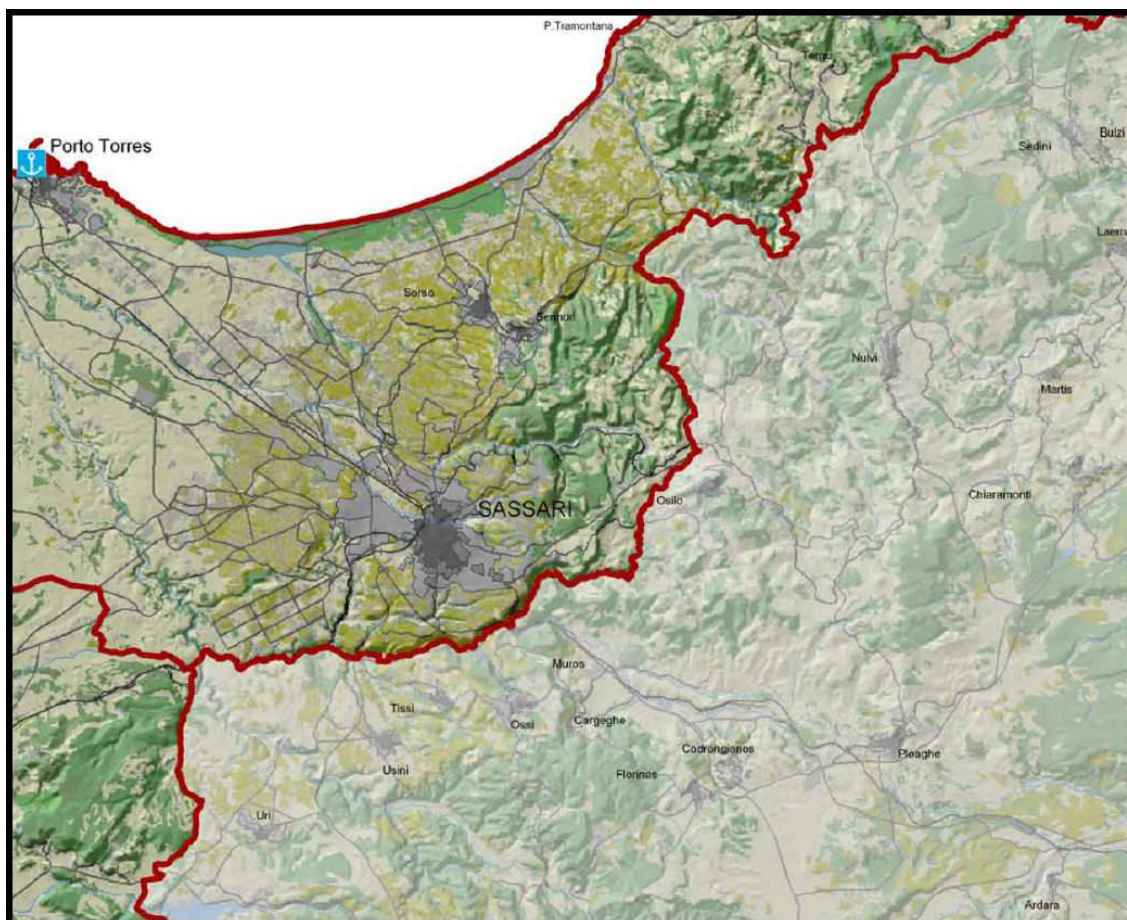 P.Tramontana
Tergu
Porto Torres
Bulzi
Sedini
Laerru
Sorso
Sennori
Nulvi
Martis
Osilo
Chiaramonti
SASSARI
Muros
Tissi
Ossi
Cargeghe
Codrongianos
Ploaghe
Usini
Florinas
Uri
Ardara